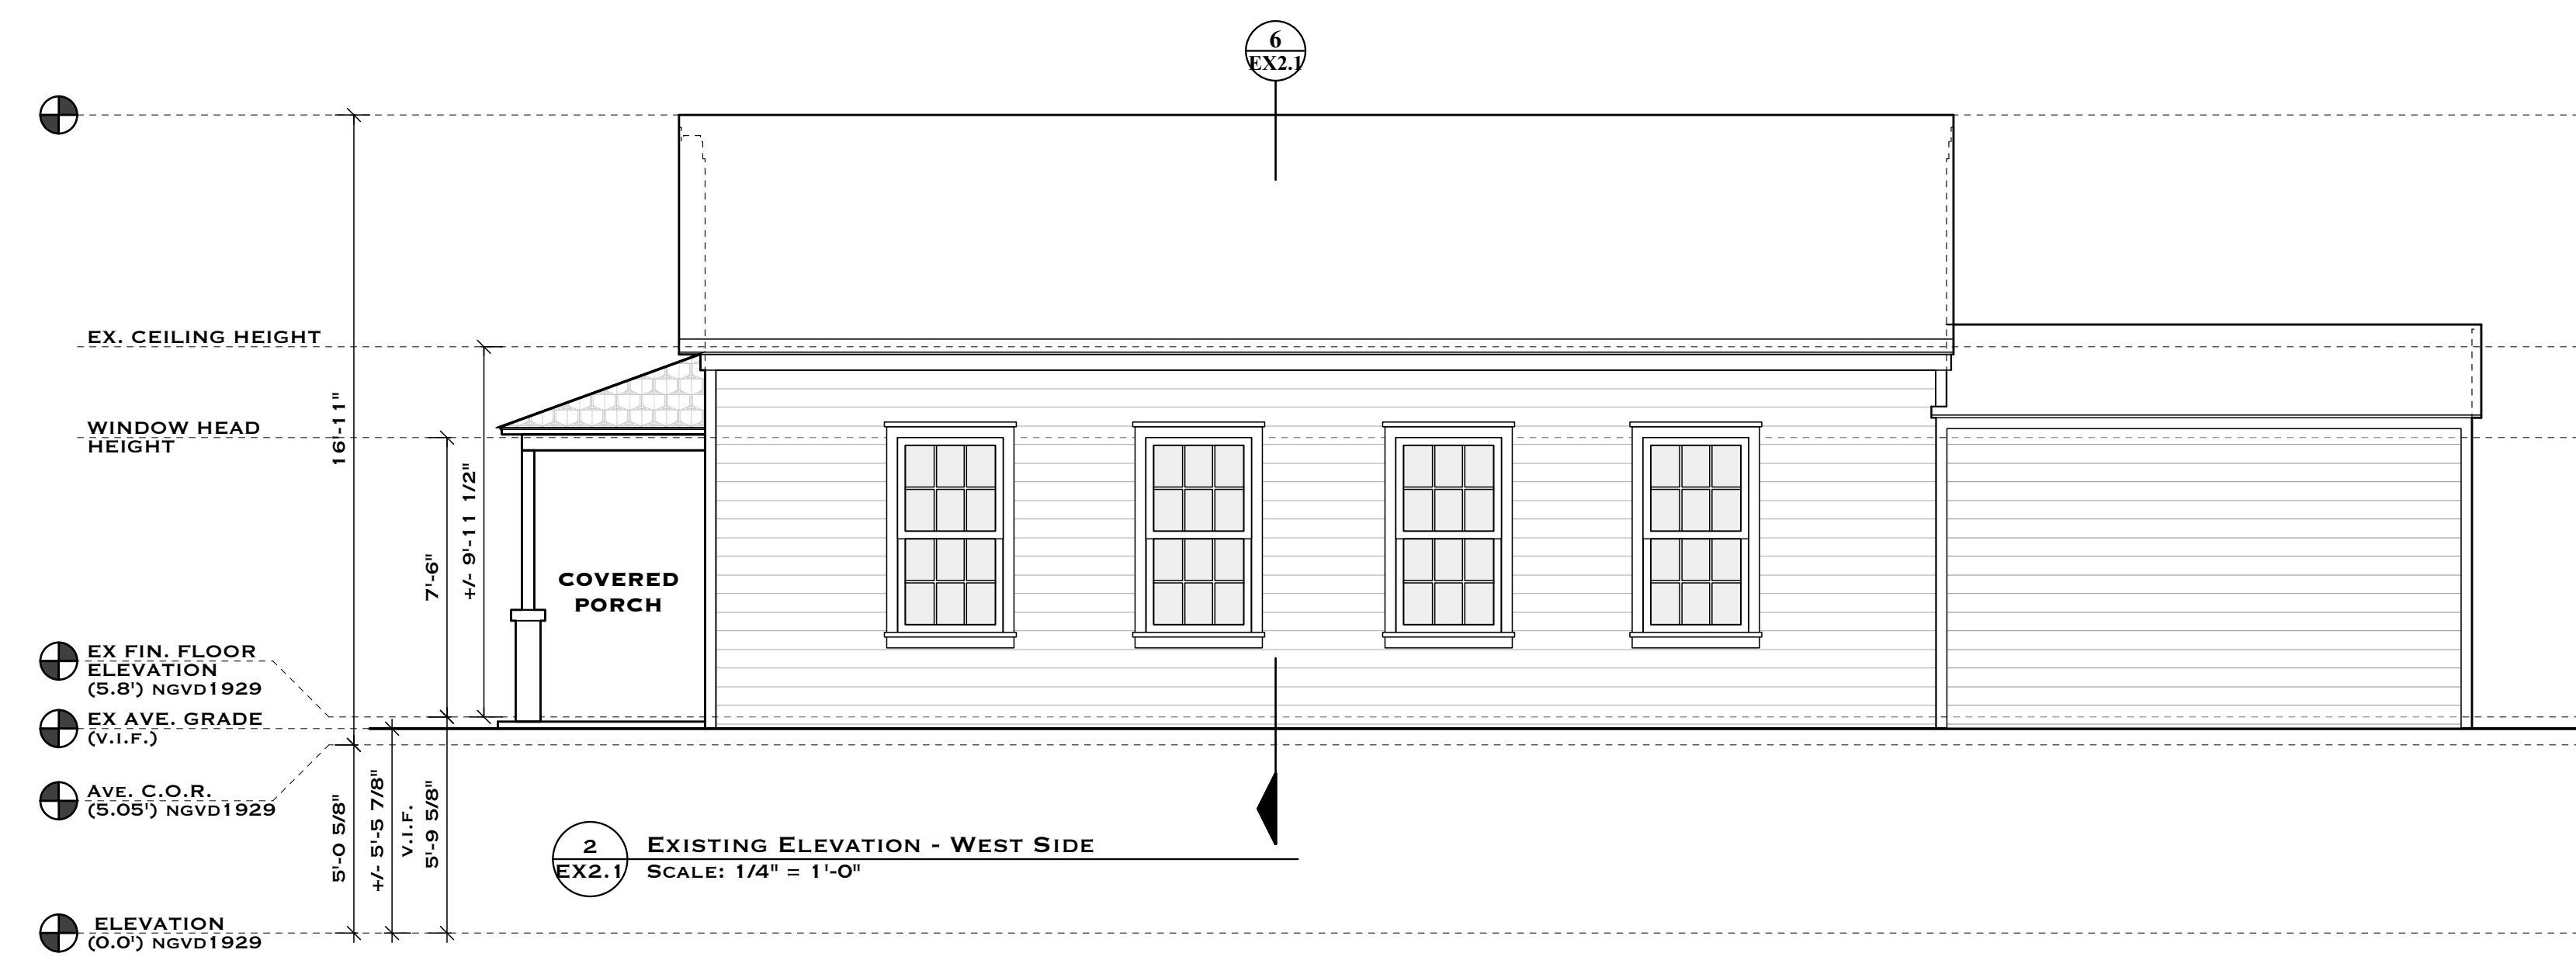 6
EX2.1
EX. CEILING HEIGHT
WINDOW HEAD
HEIGHT
16'-11"
7'-6"
+/- 9'-11 1/2"
COVERED
PORCH
EX FIN. FLOOR
ELEVATION
(5.8') NGVD1929
EX AVE. GRADE
(V.I.F.)
AVE. C.O.R.
(5.05') NGVD1929
5'-0 5/8"
+/- 5'-5 7/8"
V.I.F.
5'-9 5/8"
2
EX2.1
EXISTING ELEVATION - WEST SIDE
SCALE: 1/4" = 1'-0"
ELEVATION
(0.0') NGVD1929